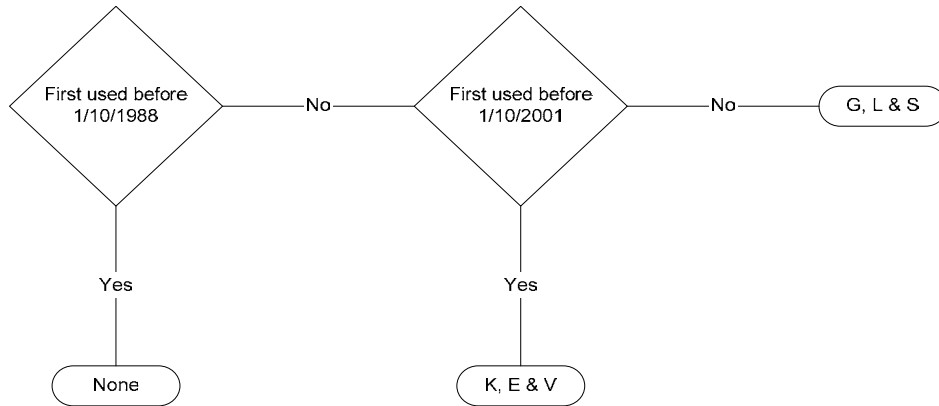 First used before
1/10/1988
No
First used before
1/10/2001
No
G, L & S
Yes
Yes
None
K, E & V